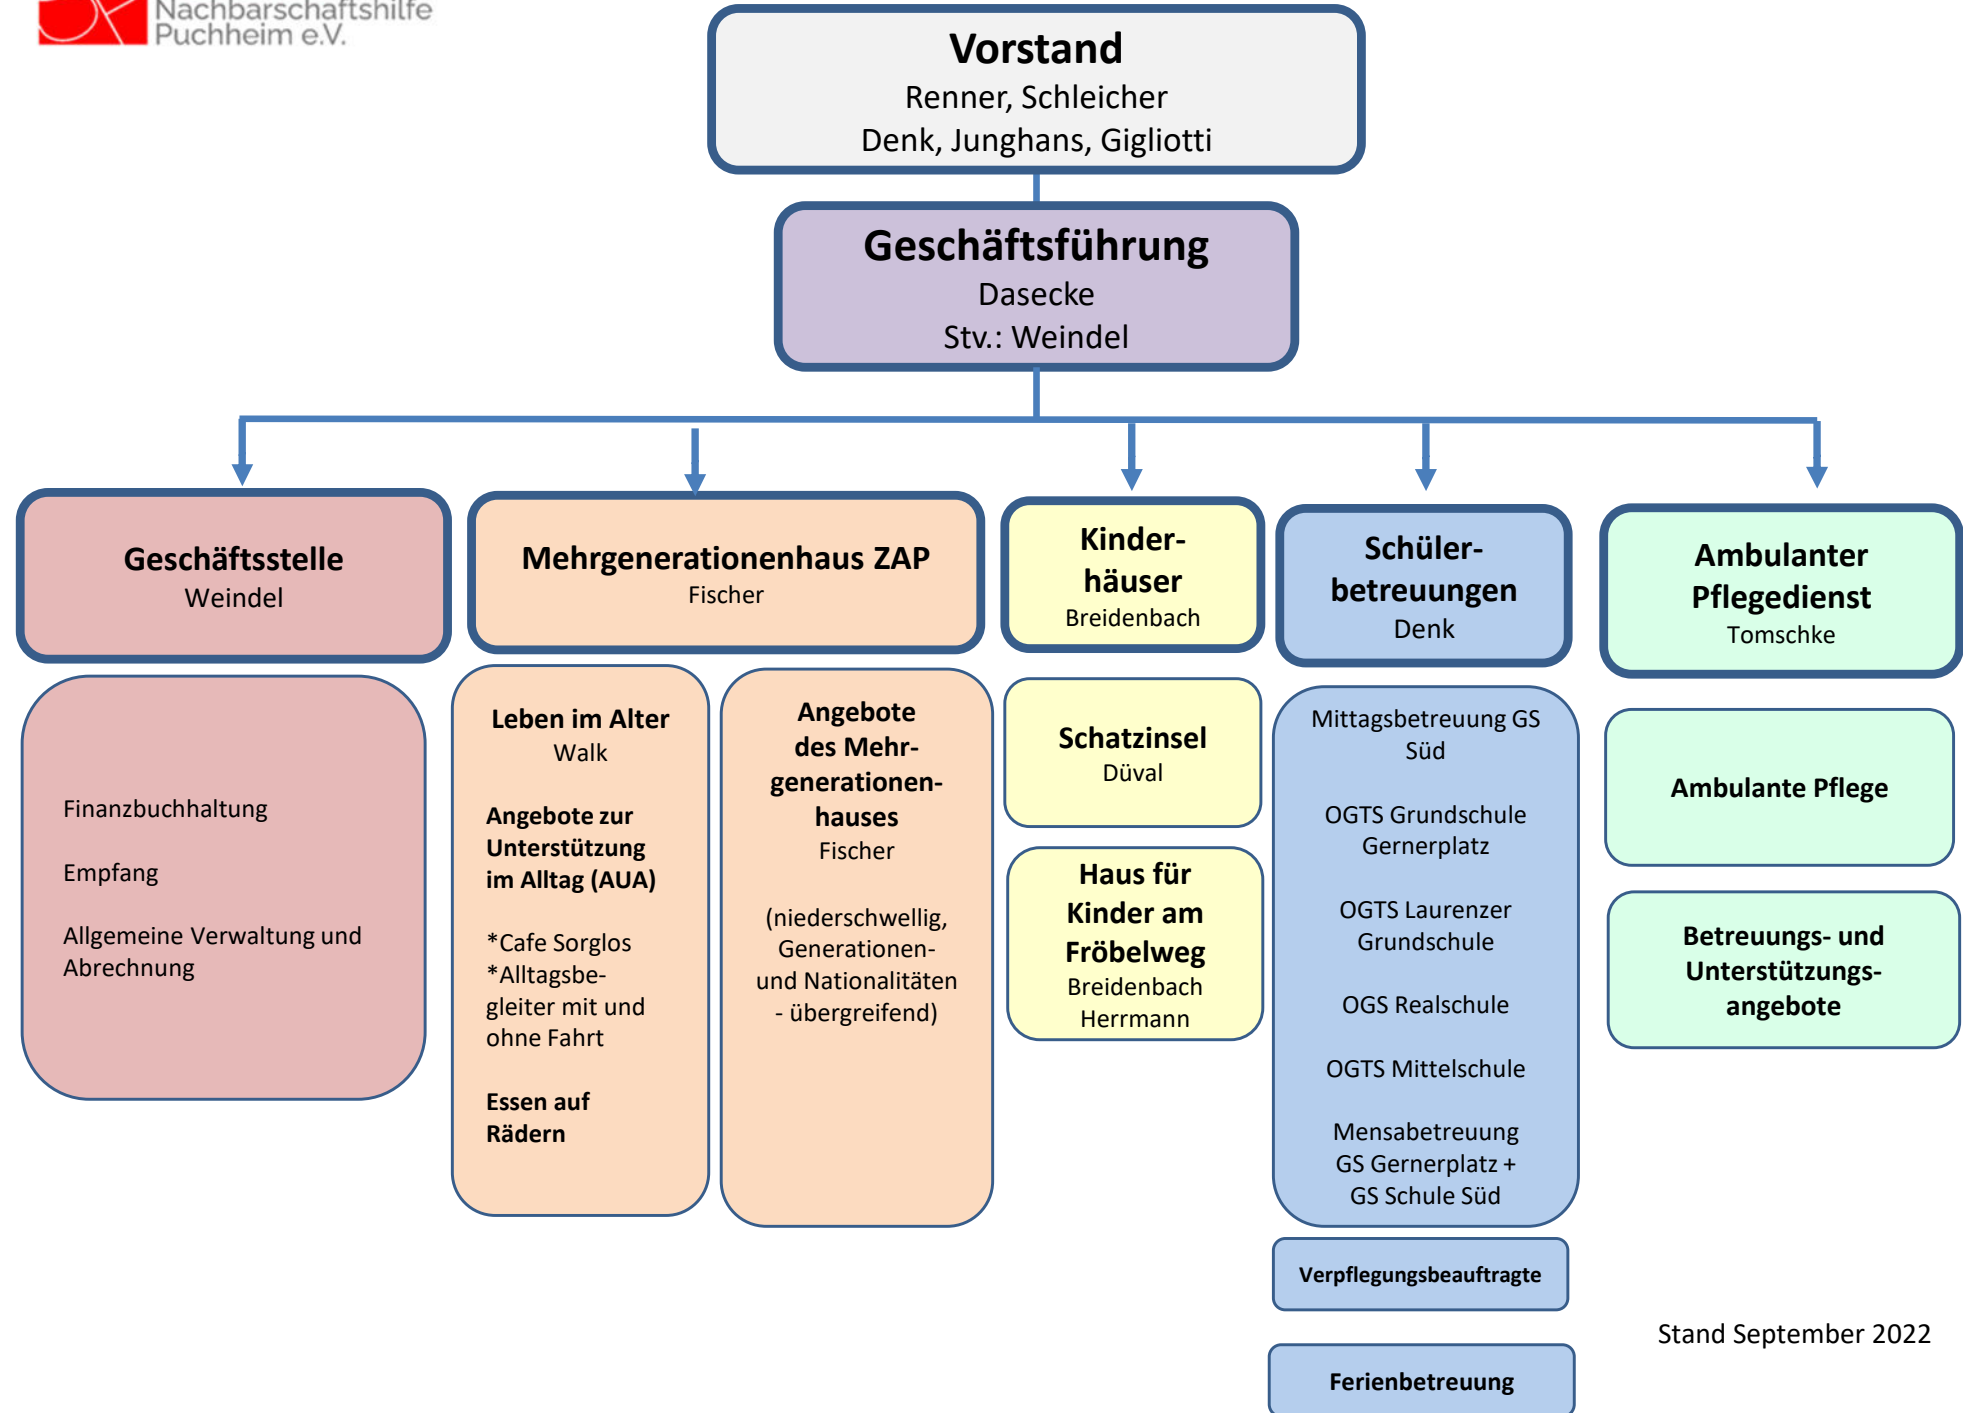 Nachbarschaftshilfe
Puchheim e.V.
Vorstand
Renner, Schleicher
Denk, Junghans, Gigliotti
Geschäftsführung
Dasecke
Stv.: Weindel
Geschäftsstelle
Weindel
Finanzbuchhaltung
Empfang
Allgemeine Verwaltung und
Abrechnung
Mehrgenerationenhaus ZAP
Fischer
Leben im Alter
Walk
Angebote zur
Unterstützung
im Alltag (AUA)
*Cafe Sorglos
*Alltagsbe-
gleiter mit und
ohne Fahrt
Essen auf
Rädern
Angebote
des Mehr-
generationen-
hauses
Fischer
(niederschwellig,
Generationen-
und Nationalitäten
- übergreifend)
Kinder-
häuser
Breidenbach
Schatzinsel
Düval
Haus für
Kinder am
Fröbelweg
Breidenbach
Herrmann
Schüler-
betreuungen
Denk
Mittagsbetreuung GS
Süd
OGTS Grundschule
Gernerplatz
OGTS Laurenzer
Grundschule
OGS Realschule
OGTS Mittelschule
Mensabetreuung
GS Gernerplatz +
GS Schule Süd
Verpflegungsbeauftragte
Ferienbetreuung
Ambulanter
Pflegedienst
Tomschke
Ambulante Pflege
Betreuungs- und
Unterstützungs-
angebote
Stand September 2022